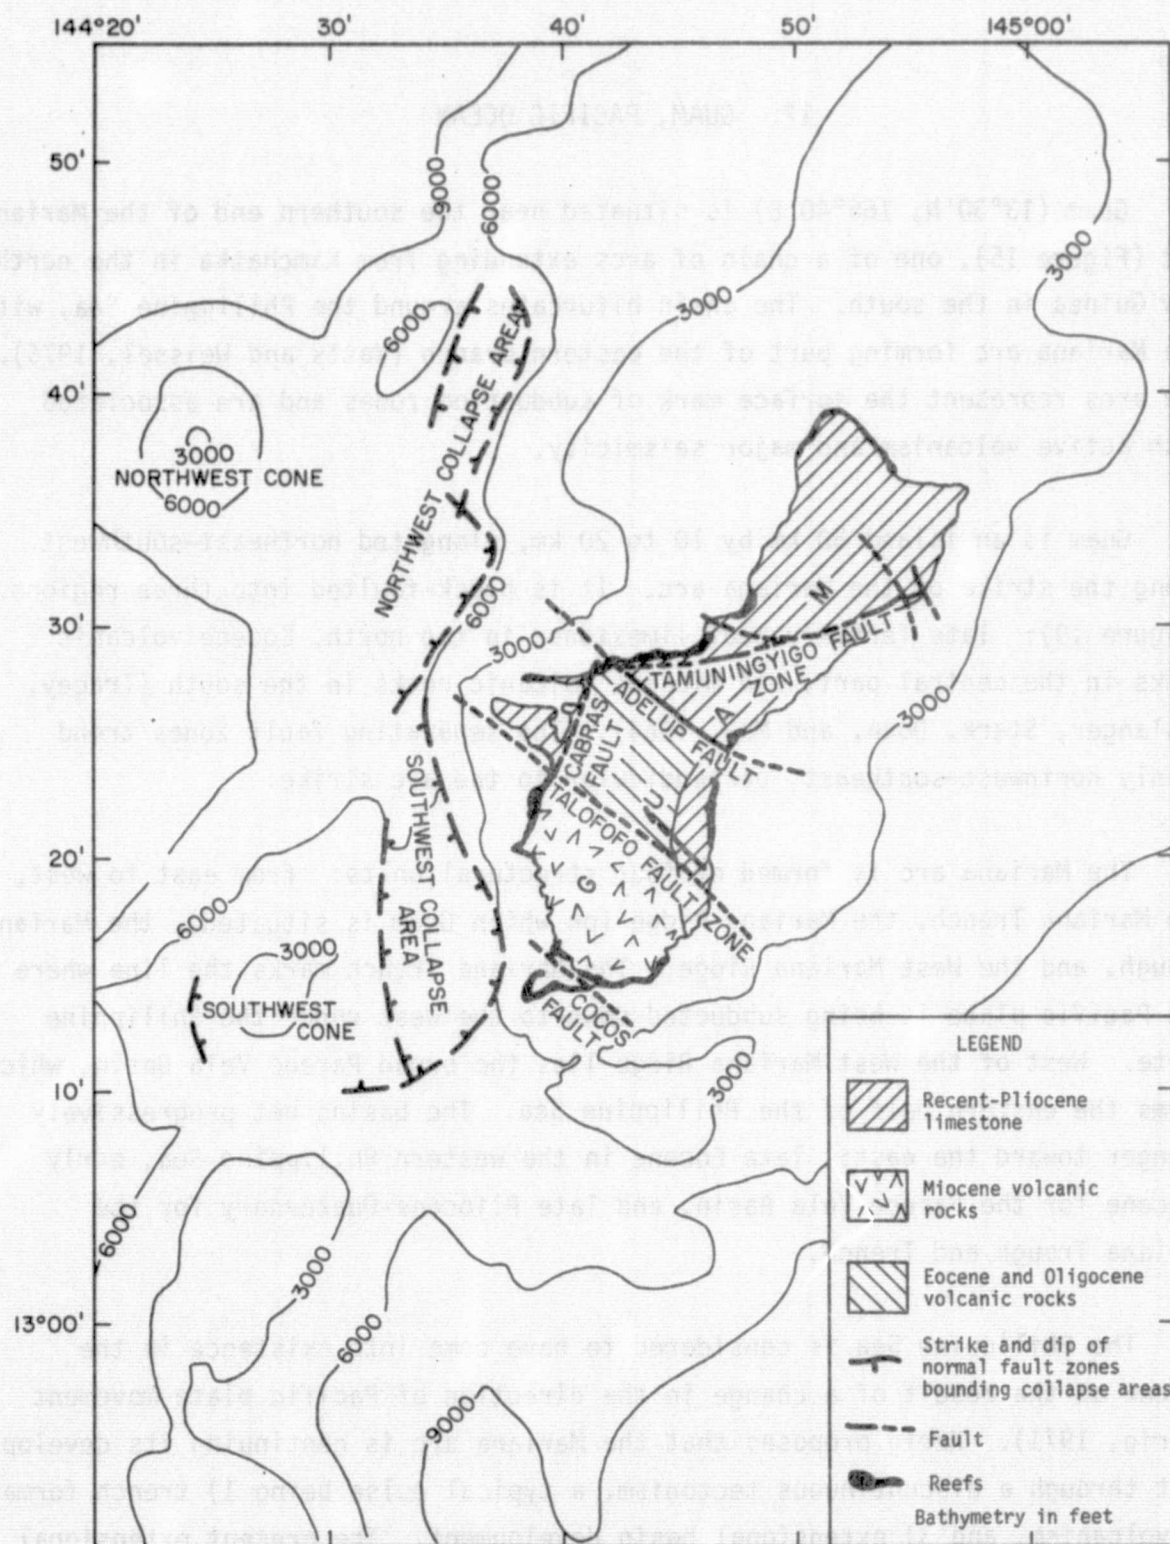 144°20'
30'
40'
50'
145°00'
50'
40'
30'
20'
10'
13°00'
9000
6000
3000
3000
6000
3000
NORTHWEST CONE
6000
NORTHWEST COLLAPSE AREA
6000
3000
3000
M
TAMUNINGYIGO FAULT
ZONE
ADELUP FAULT
A
CABRAS
FAULT
U
TALOFOFO FAULT
ZONE
G
SOUTHWEST COLLAPSE
AREA
6000
3000
SOUTHWEST
CONE
COCOS
FAULT
3000
6000
3000
6000
9000
LEGEND
Recent-Pliocene
limestone
Miocene volcanic
rocks
Eocene and Oligocene
volcanic rocks
Strike and dip of
normal fault zones
bounding collapse areas
Fault
Reefs
Bathymetry in feet